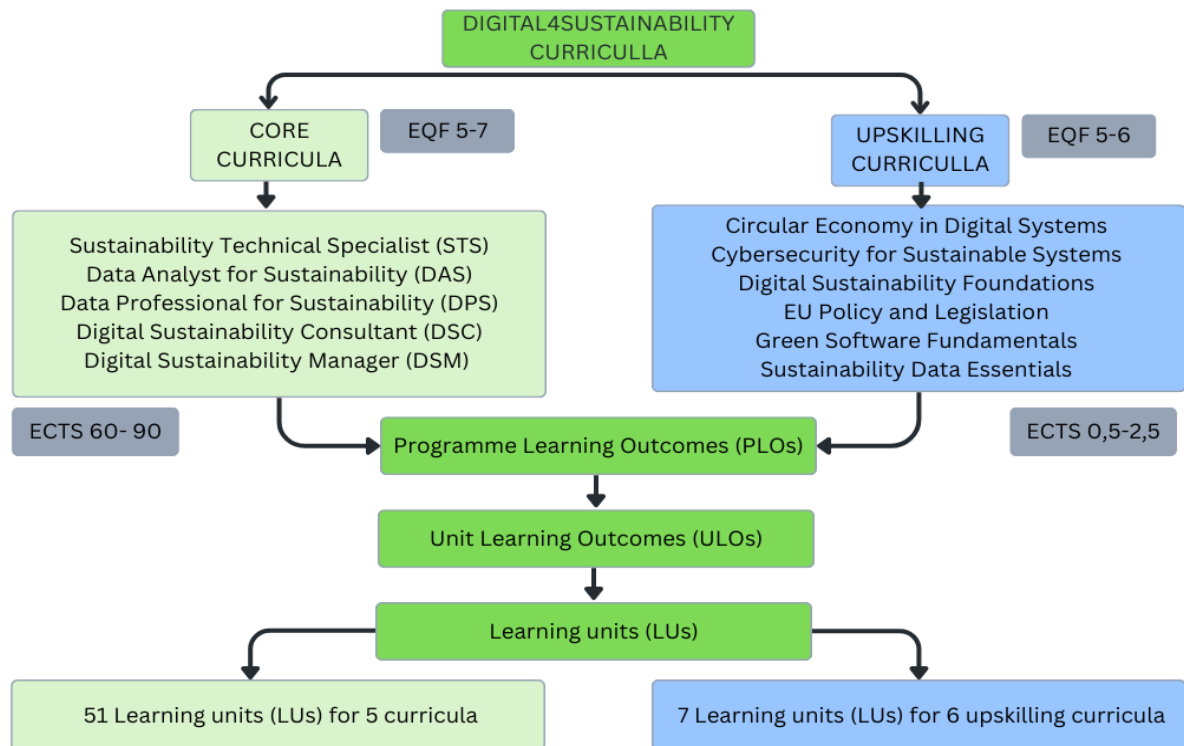 DIGITAL4SUSTAINABILITY
CURRICULLA
CORE
CURRICULA
EQF 5-7
UPSKILLING
CURRICULLA
EQF 5-6
Sustainability Technical Specialist (STS)
Data Analyst for Sustainability (DAS)
Data Professional for Sustainability (DPS)
Digital Sustainability Consultant (DSC)
Digital Sustainability Manager (DSM)
Circular Economy in Digital Systems
Cybersecurity for Sustainable Systems
Digital Sustainability Foundations
EU Policy and Legislation
Green Software Fundamentals
Sustainability Data Essentials
ECTS 60- 90
ECTS 0,5-2,5
Programme Learning Outcomes (PLOs)
Unit Learning Outcomes (ULOs)
Learning units (LUs)
51 Learning units (LUs) for 5 curricula
7 Learning units (LUs) for 6 upskilling curricula